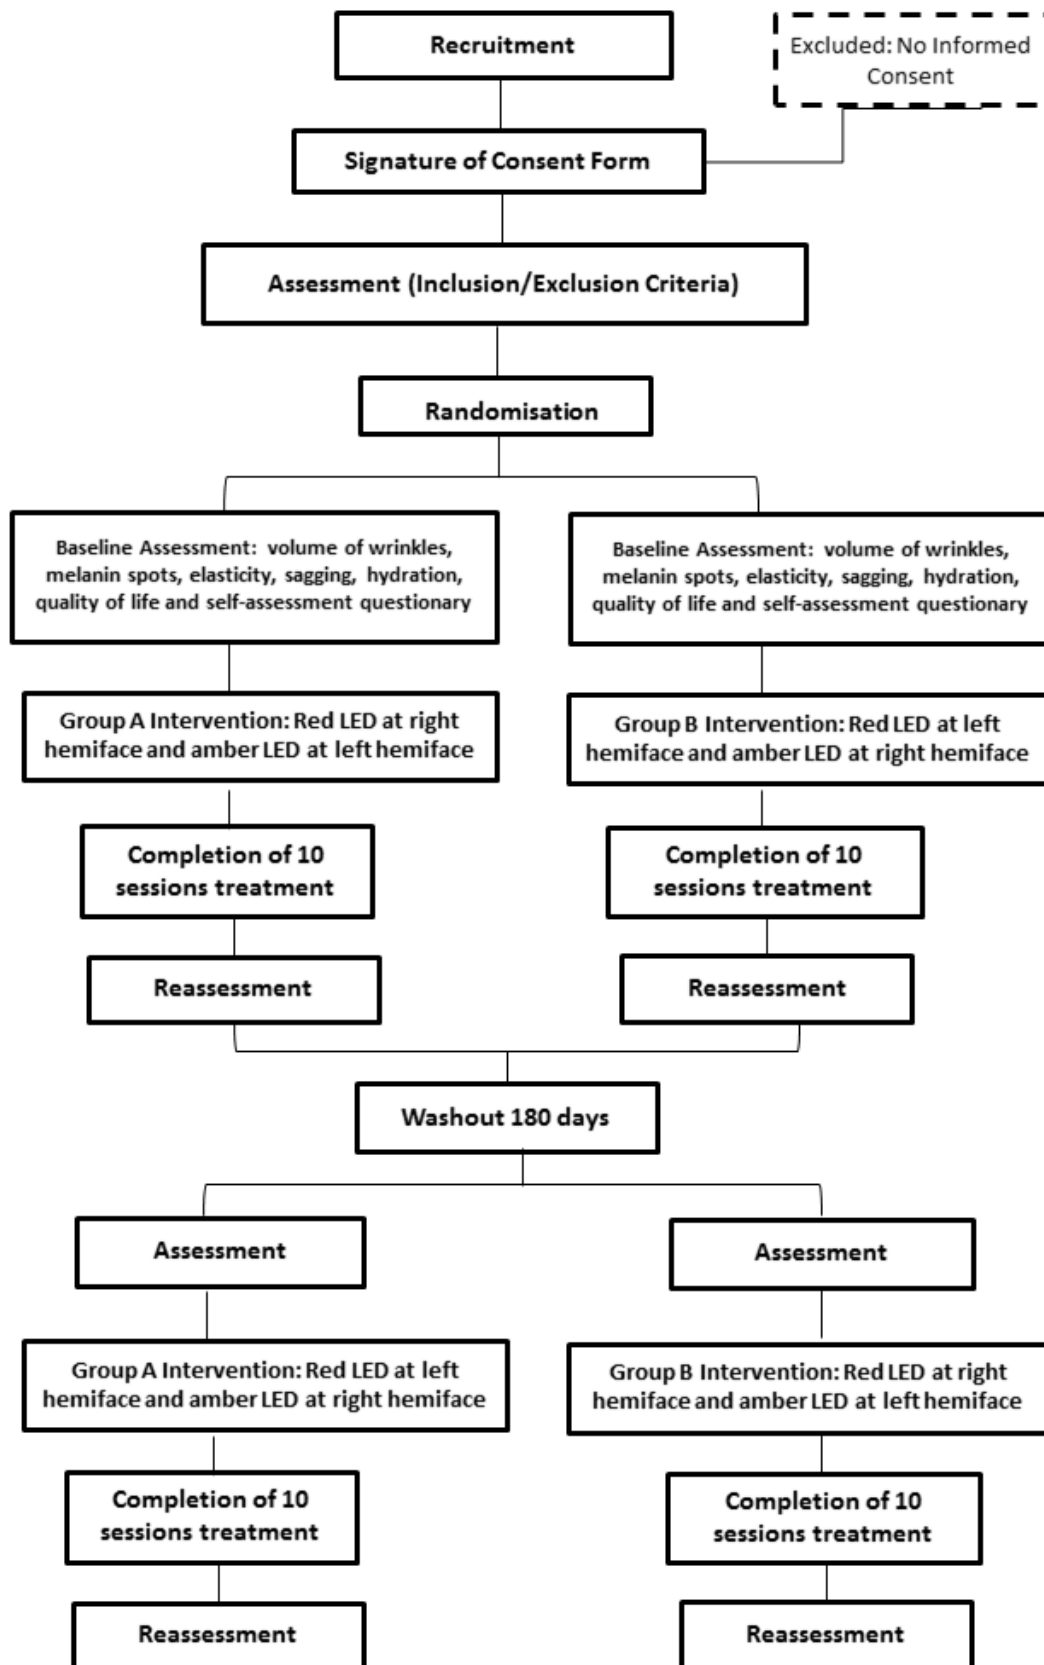 Recruitment
Excluded: No Informed
Consent
Signature of Consent Form
Assessment (Inclusion/Exclusion Criteria)
Randomisation
Baseline Assessment: volume of wrinkles,
melanin spots, elasticity, sagging, hydration,
quality of life and self-assessment questionary
Baseline Assessment: volume of wrinkles,
melanin spots, elasticity, sagging, hydration,
quality of life and self-assessment questionary
Group A Intervention: Red LED at right
hemiface and amber LED at left hemiface
Group B Intervention: Red LED at left
hemiface and amber LED at right hemiface
Completion of 10
sessions treatment
Completion of 10
sessions treatment
Reassessment
Reassessment
Washout 180 days
Assessment
Assessment
Group A Intervention: Red LED at left
hemiface and amber LED at right hemiface
Group B Intervention: Red LED at right
hemiface and amber LED at left hemiface
Completion of 10
sessions treatment
Completion of 10
sessions treatment
Reassessment
Reassessment